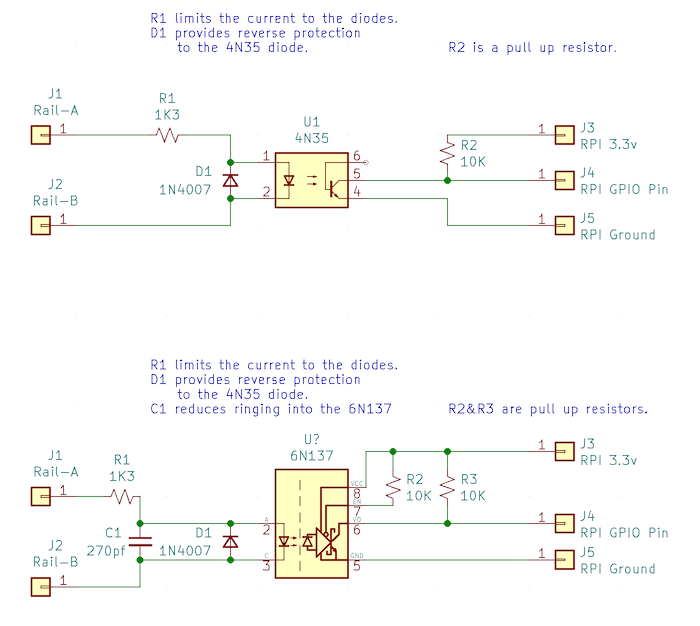 R1 limits the current to the diodes.
D1 provides reverse protection
to the 4N35 diode.
R2 is a pull up resistor.
J1
Rail-A
1
R1
1K3
U1
4N35
J2
Rail-B
1
D1
1N4007
1
2
6
5
4
R2
10K
1
J3
RPI 3.3v
1
J4
RPI GPIO Pin
1
J5
RPI Ground
R1 limits the current to the diodes.
D1 provides reverse protection
to the 4N35 diode.
C1 reduces ringing into the 6N137
R2&R3 are pull up resistors.
J1
Rail-A
1
R1
1K3
U?
6N137
J2
Rail-B
1
C1
270pf
D1
1N4007
A
2
C
3
VCC
8
EN
7
VO
6
GND
5
R2
10K
R3
10K
1
J3
RPI 3.3v
1
J4
RPI GPIO Pin
1
J5
RPI Ground